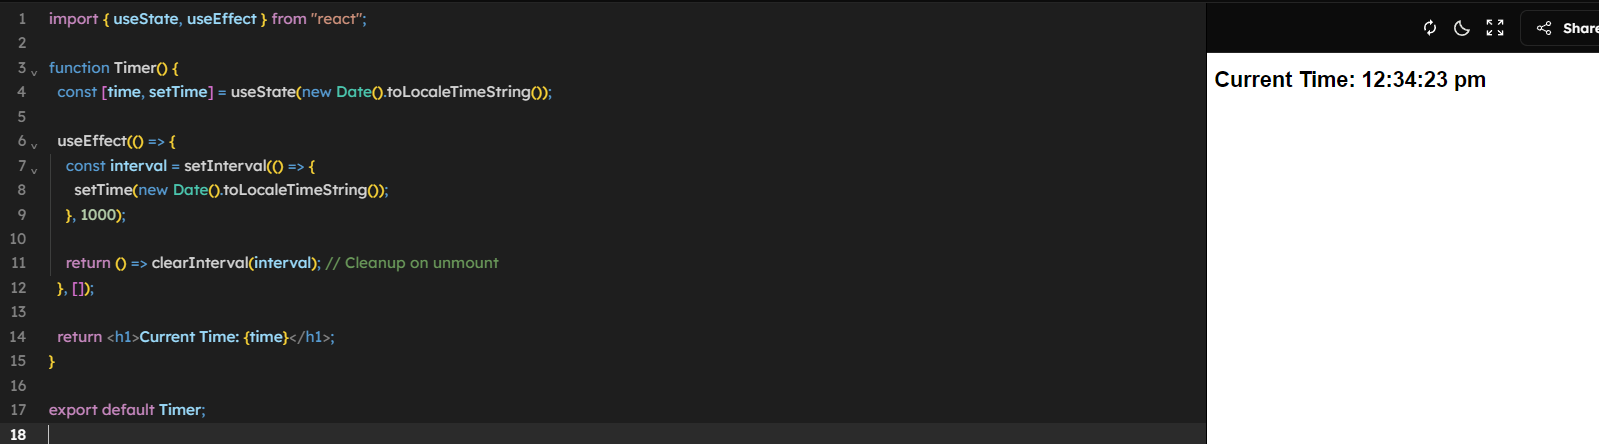 1 import { useState, useEffect } from "react";
2
3 function Timer() {
4 const [time, setTime] = useState(new Date().toLocaleTimeString());
5
6 useEffect(() => {
7 const interval = setInterval(() => {
8 setTime(new Date().toLocaleTimeString());
9 }, 1000);
10
11 return () => clearInterval(interval); // Cleanup on unmount
12 }, []);
13
14 return <h1>Current Time: {time}</h1>;
15 }
16
17 export default Timer;
18
Share
Current Time: 12:34:23 pm